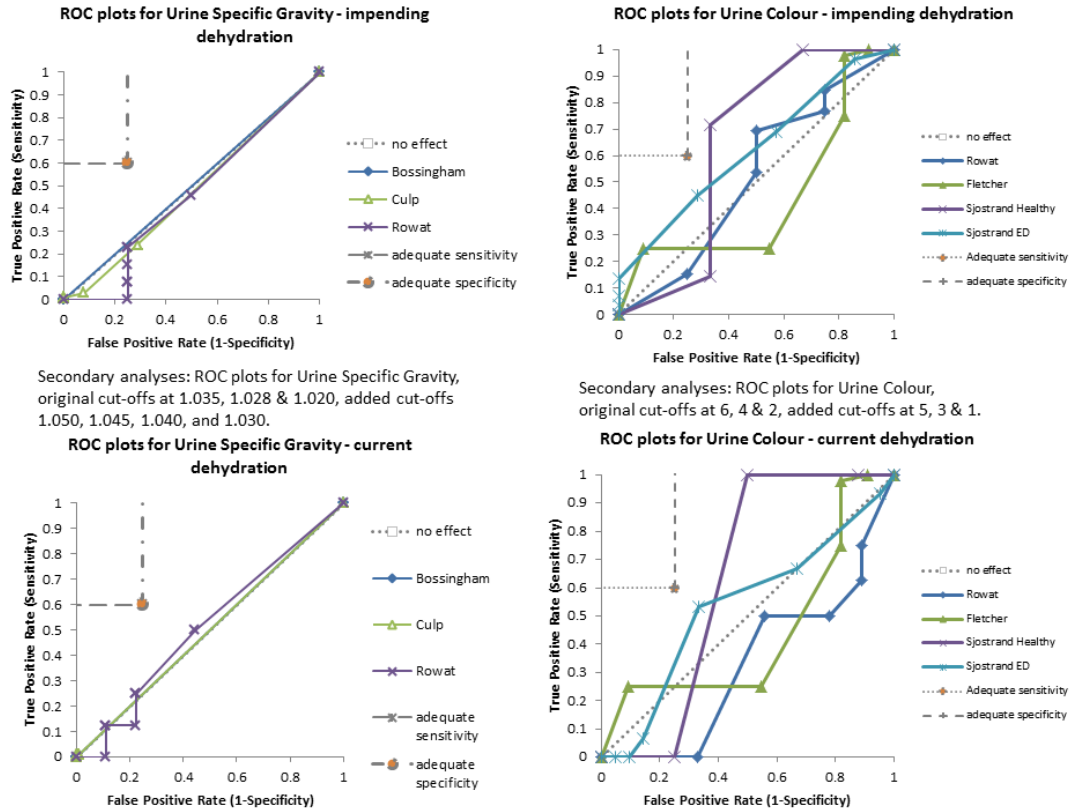 ROC plots for Urine Specific Gravity - impending
dehydration
True Positive Rate (Sensitivity)
1
0.9
0.8
0.7
0.6
0.5
0.4
0.3
0.2
0.1
0
0 0.2 0.4 0.6 0.8 1
False Positive Rate (1-Specificity)
no effect
Bossingham
Culp
Rowat
adequate sensitivity
adequate specificity
Secondary analyses: ROC plots for Urine Specific Gravity,
original cut-offs at 1.035, 1.028 & 1.020, added cut-offs
1.050, 1.045, 1.040, and 1.030.
ROC plots for Urine Colour - impending dehydration
True Positive Rate (Sensitivity)
1
0.9
0.8
0.7
0.6
0.5
0.4
0.3
0.2
0.1
0
0 0.2 0.4 0.6 0.8 1
False Positive Rate (1-Specificity)
no effect
Rowat
Fletcher
Sjostrand Healthy
Sjostrand ED
Adequate sensitivity
adequate specificity
Secondary analyses: ROC plots for Urine Colour,
original cut-offs at 6, 4 & 2, added cut-offs at 5, 3 & 1.
ROC plots for Urine Specific Gravity - current
dehydration
True Positive Rate (Sensitivity)
1
0.9
0.8
0.7
0.6
0.5
0.4
0.3
0.2
0.1
0
0 0.2 0.4 0.6 0.8 1
False Positive Rate (1-Specificity)
no effect
Bossingham
Culp
Rowat
adequate
sensitivity
adequate
specificity
ROC plots for Urine Colour - current dehydration
True Positive Rate (Sensitivity)
1
0.9
0.8
0.7
0.6
0.5
0.4
0.3
0.2
0.1
0
0 0.2 0.4 0.6 0.8 1
False Positive Rate (1-Specificity)
no effect
Rowat
Fletcher
Sjostrand Healthy
Sjostrand ED
Adequate sensitivity
adequate specificity